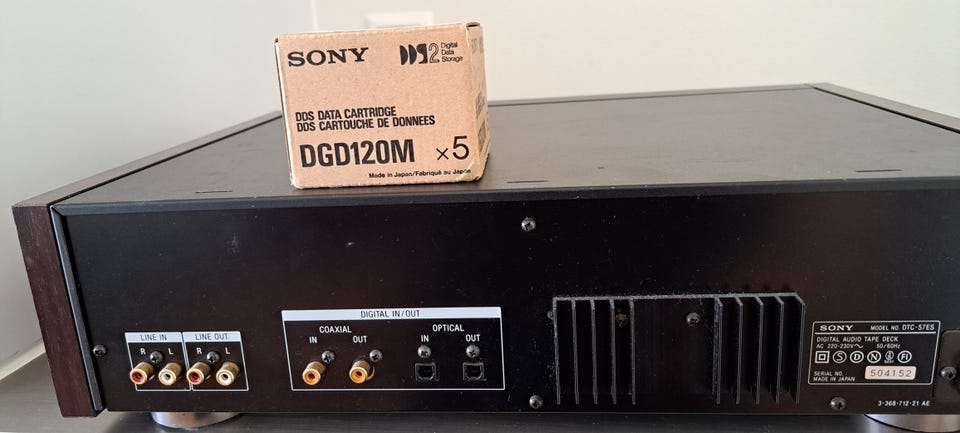 SONY
DDS2 Digital Data Storage
DDS DATA CARTRIDGE
DDS CARTOUCHE DE DONNEES
DGD120M ×5
Made in Japan/Fabriqué au Japon
LINE IN
R L
LINE OUT
R L
DIGITAL IN/OUT
COAXIAL
IN OUT
OPTICAL
IN OUT
SONY MODEL NO. DTC-57ES
DIGITAL AUDIO TAPE DECK
AC 220-230V~ 50/60Hz
S D N FI
SERIAL NO. 504152
MADE IN JAPAN
3-368-712-21 AE